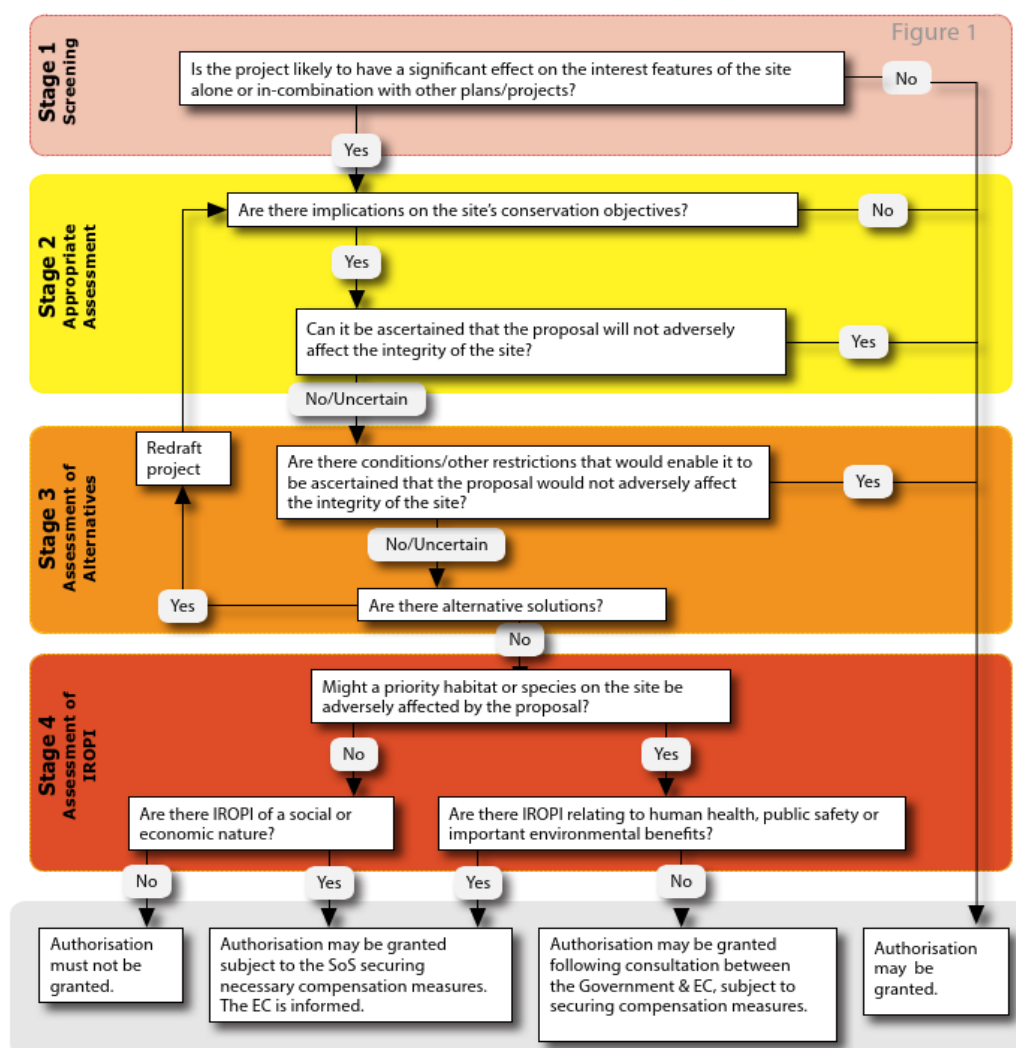 Figure 1
Stage 1
Screening
Is the project likely to have a significant effect on the interest features of the site
alone or in-combination with other plans/projects?
No
Yes
Stage 2
Appropriate
Assessment
Are there implications on the site's conservation objectives?
No
Yes
Can it be ascertained that the proposal will not adversely
affect the integrity of the site?
Yes
No/Uncertain
Stage 3
Assessment of
Alternatives
Redraft
project
Are there conditions/other restrictions that would enable it to
be ascertained that the proposal would not adversely affect
the integrity of the site?
Yes
No/Uncertain
Yes
Are there alternative solutions?
No
Stage 4
Assessment of
IROPI
Might a priority habitat or species on the site be
adversely affected by the proposal?
No
Yes
Are there IROPI of a social or
economic nature?
Are there IROPI relating to human health, public safety or
important environmental benefits?
No
Yes
Yes
No
Authorisation
must not be
granted.
Authorisation may be granted
subject to the SoS securing
necessary compensation measures.
The EC is informed.
Authorisation may be granted
following consultation between
the Government & EC, subject to
securing compensation measures.
Authorisation
may be
granted.